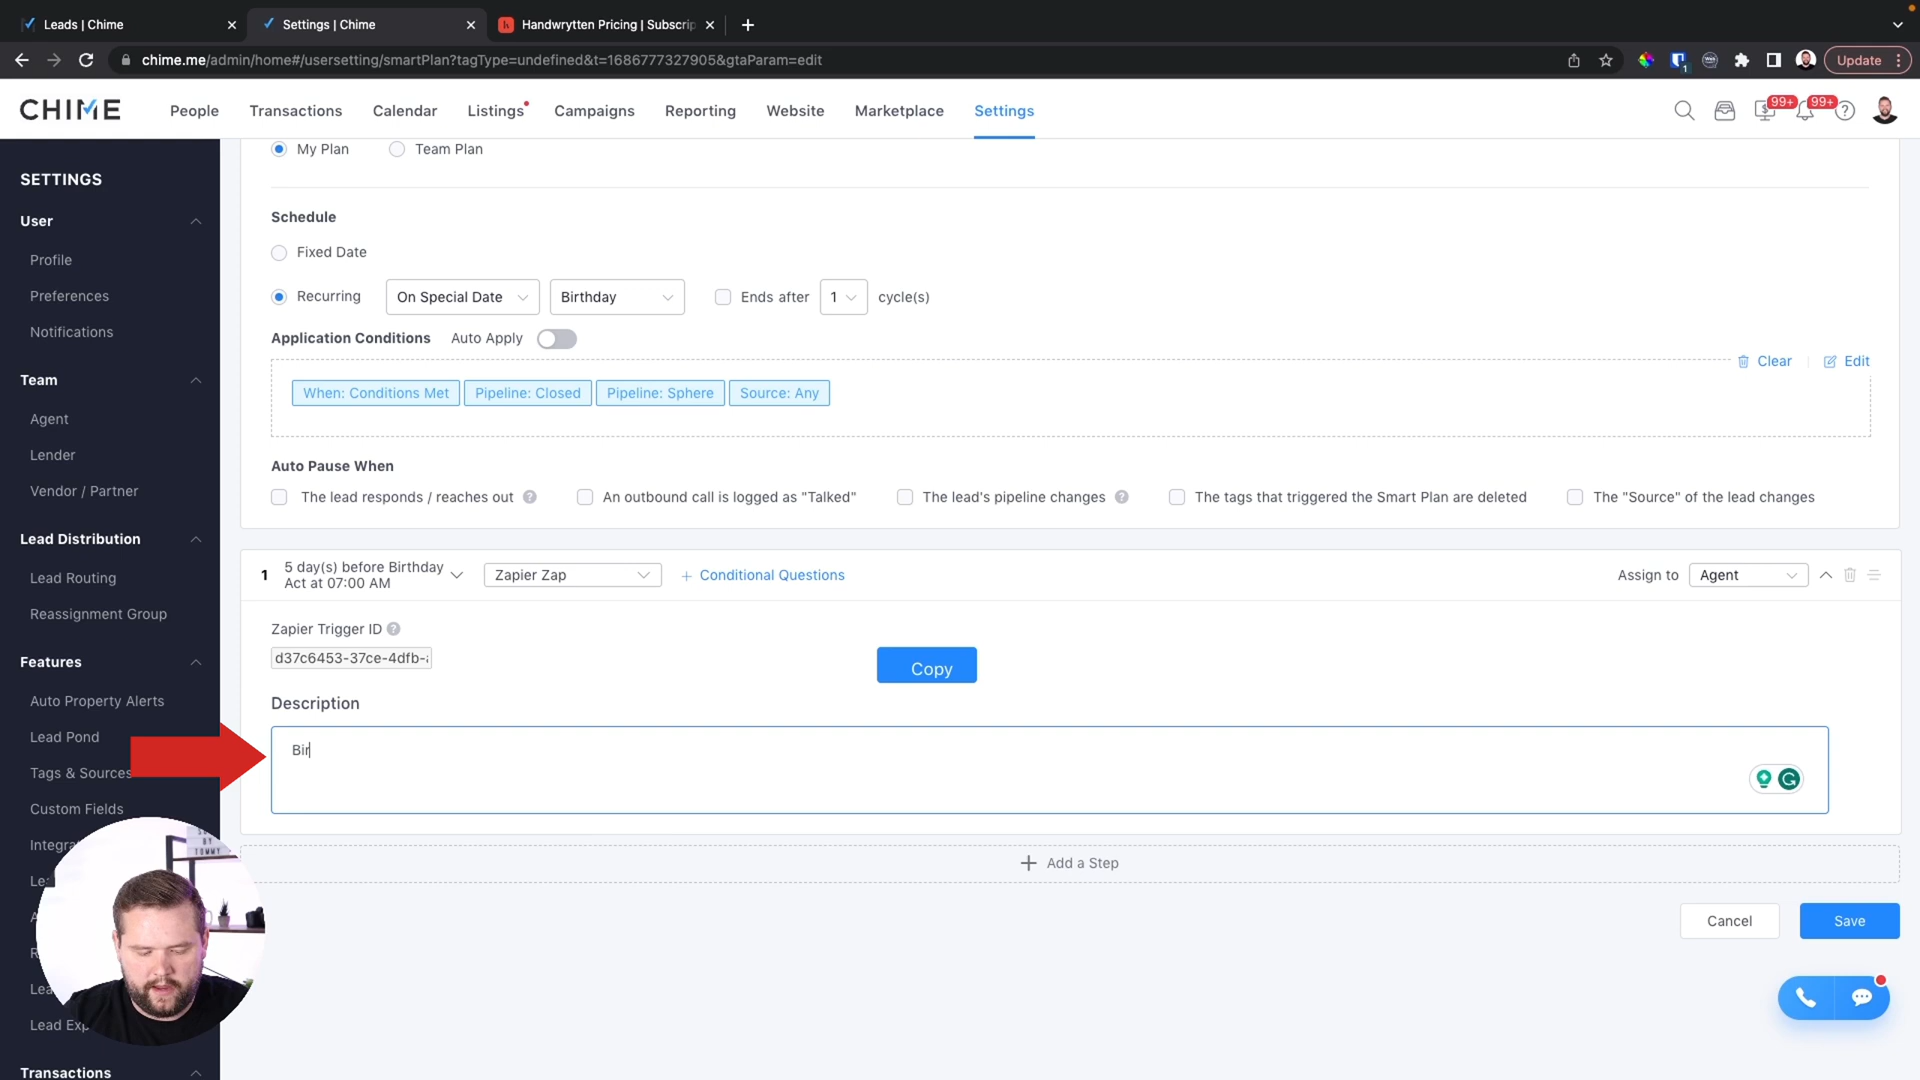 Leads | Chime
Settings | Chime
Handwrytten Pricing | Subscrip
chime.me/admin/home#/usersetting/smartPlan?tagType=undefined&t=1686777327905&gtaParam=edit
1
Update
CHIME
People
Transactions
Calendar
Listings
Campaigns
Reporting
Website
Marketplace
Settings
99+
99+
SETTINGS
User
Profile
Preferences
Notifications
Team
Agent
Lender
Vendor / Partner
Lead Distribution
Lead Routing
Reassignment Group
Features
Auto Property Alerts
Lead Pond
Tags & Sources
Custom Fields
Integra
Le
Lea
Lead Exp
Transactions
My Plan
Team Plan
Schedule
Fixed Date
Recurring
On Special Date
Birthday
Ends after
1
cycle(s)
Application Conditions
Auto Apply
Clear
Edit
When: Conditions Met
Pipeline: Closed
Pipeline: Sphere
Source: Any
Auto Pause When
The lead responds / reaches out
An outbound call is logged as "Talked"
The lead's pipeline changes
The tags that triggered the Smart Plan are deleted
The "Source" of the lead changes
1
5 day(s) before Birthday
Act at 07:00 AM
Zapier Zap
+ Conditional Questions
Assign to
Agent
Zapier Trigger ID
d37c6453-37ce-4dfb-
Copy
Description
Bir
+ Add a Step
Cancel
Save